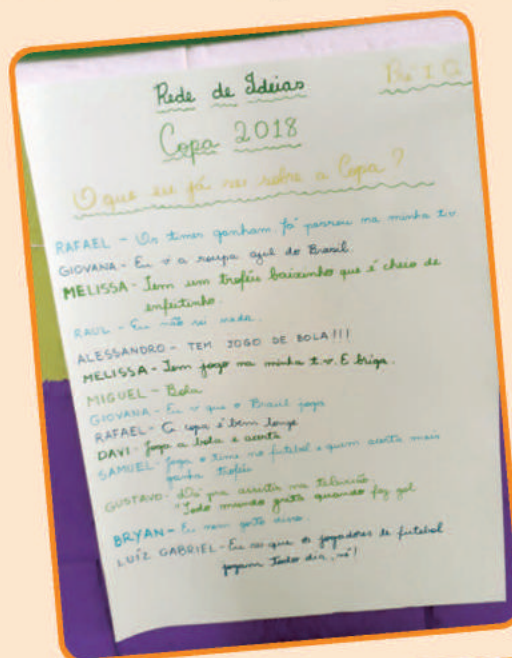 Rede de Ideias
Copa 2018
O que eu já sei sobre a Copa?
RAFAEL - Os times ganham. Já passou na minha t.v.
GIOVANA - Eu vi a roupa azul do Brasil.
MELISSA - Tem um troféu baixinho que é cheio de
enfeitinho.
RAUL - Eu não sei nada.
ALESSANDRO - TEM JOGO DE BOLA!!!
MELISSA - Tem jogo na minha t.v. E briga.
MIGUEL - Bola
GIOVANA - Eu vi que o Brasil joga
RAFAEL - A copa é bem longe
DAVI - Joga a bola e acerta
SAMUEL - Joga o time no futebol e quem acerta mais
ganha troféu
GUSTAVO - Dá pra assistir na televisão.
"Todo mundo grita quando faz gol
BRYAN - Eu nem gosto disso.
LUÍZ GABRIEL - Eu sei que os jogadores de futebol
jogam todo dia, né!